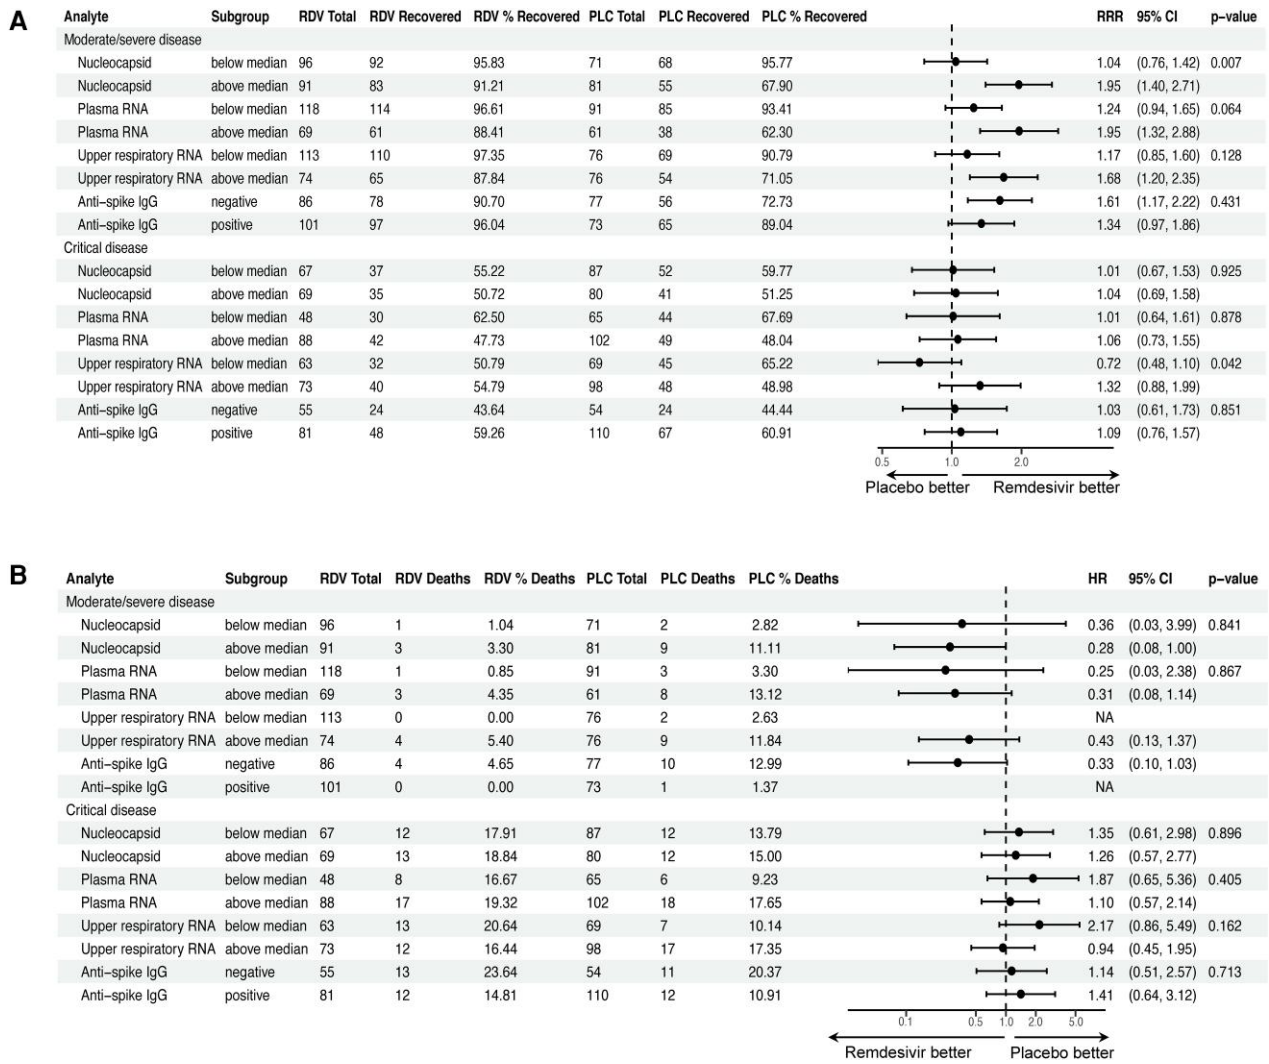 A
Analyte Subgroup RDV Total RDV Recovered RDV % Recovered PLC Total PLC Recovered PLC % Recovered RRR 95% CI p−value
Moderate/severe disease
Nucleocapsid below median 96 92 95.83 71 68 95.77 1.04 (0.76, 1.42) 0.007
Nucleocapsid above median 91 83 91.21 81 55 67.90 1.95 (1.40, 2.71)
Plasma RNA below median 118 114 96.61 91 85 93.41 1.24 (0.94, 1.65) 0.064
Plasma RNA above median 69 61 88.41 61 38 62.30 1.95 (1.32, 2.88)
Upper respiratory RNA below median 113 110 97.35 76 69 90.79 1.17 (0.85, 1.60) 0.128
Upper respiratory RNA above median 74 65 87.84 76 54 71.05 1.68 (1.20, 2.35)
Anti−spike IgG negative 86 78 90.70 77 56 72.73 1.61 (1.17, 2.22) 0.431
Anti−spike IgG positive 101 97 96.04 73 65 89.04 1.34 (0.97, 1.86)
Critical disease
Nucleocapsid below median 67 37 55.22 87 52 59.77 1.01 (0.67, 1.53) 0.925
Nucleocapsid above median 69 35 50.72 80 41 51.25 1.04 (0.69, 1.58)
Plasma RNA below median 48 30 62.50 65 44 67.69 1.01 (0.64, 1.61) 0.878
Plasma RNA above median 88 42 47.73 102 49 48.04 1.06 (0.73, 1.55)
Upper respiratory RNA below median 63 32 50.79 69 45 65.22 0.72 (0.48, 1.10) 0.042
Upper respiratory RNA above median 73 40 54.79 98 48 48.98 1.32 (0.88, 1.99)
Anti−spike IgG negative 55 24 43.64 54 24 44.44 1.03 (0.61, 1.73) 0.851
Anti−spike IgG positive 81 48 59.26 110 67 60.91 1.09 (0.76, 1.57)
0.5 1.0 2.0
Placebo better Remdesivir better
B
Analyte Subgroup RDV Total RDV Deaths RDV % Deaths PLC Total PLC Deaths PLC % Deaths HR 95% CI p−value
Moderate/severe disease
Nucleocapsid below median 96 1 1.04 71 2 2.82 0.36 (0.03, 3.99) 0.841
Nucleocapsid above median 91 3 3.30 81 9 11.11 0.28 (0.08, 1.00)
Plasma RNA below median 118 1 0.85 91 3 3.30 0.25 (0.03, 2.38) 0.867
Plasma RNA above median 69 3 4.35 61 8 13.12 0.31 (0.08, 1.14)
Upper respiratory RNA below median 113 0 0.00 76 2 2.63 NA
Upper respiratory RNA above median 74 4 5.40 76 9 11.84 0.43 (0.13, 1.37)
Anti−spike IgG negative 86 4 4.65 77 10 12.99 0.33 (0.10, 1.03)
Anti−spike IgG positive 101 0 0.00 73 1 1.37 NA
Critical disease
Nucleocapsid below median 67 12 17.91 87 12 13.79 1.35 (0.61, 2.98) 0.896
Nucleocapsid above median 69 13 18.84 80 12 15.00 1.26 (0.57, 2.77)
Plasma RNA below median 48 8 16.67 65 6 9.23 1.87 (0.65, 5.36) 0.405
Plasma RNA above median 88 17 19.32 102 18 17.65 1.10 (0.57, 2.14)
Upper respiratory RNA below median 63 13 20.64 69 7 10.14 2.17 (0.86, 5.49) 0.162
Upper respiratory RNA above median 73 12 16.44 98 17 17.35 0.94 (0.45, 1.95)
Anti−spike IgG negative 55 13 23.64 54 11 20.37 1.14 (0.51, 2.57) 0.713
Anti−spike IgG positive 81 12 14.81 110 12 10.91 1.41 (0.64, 3.12)
0.1 0.5 1.0 2.0 5.0
Remdesivir better Placebo better